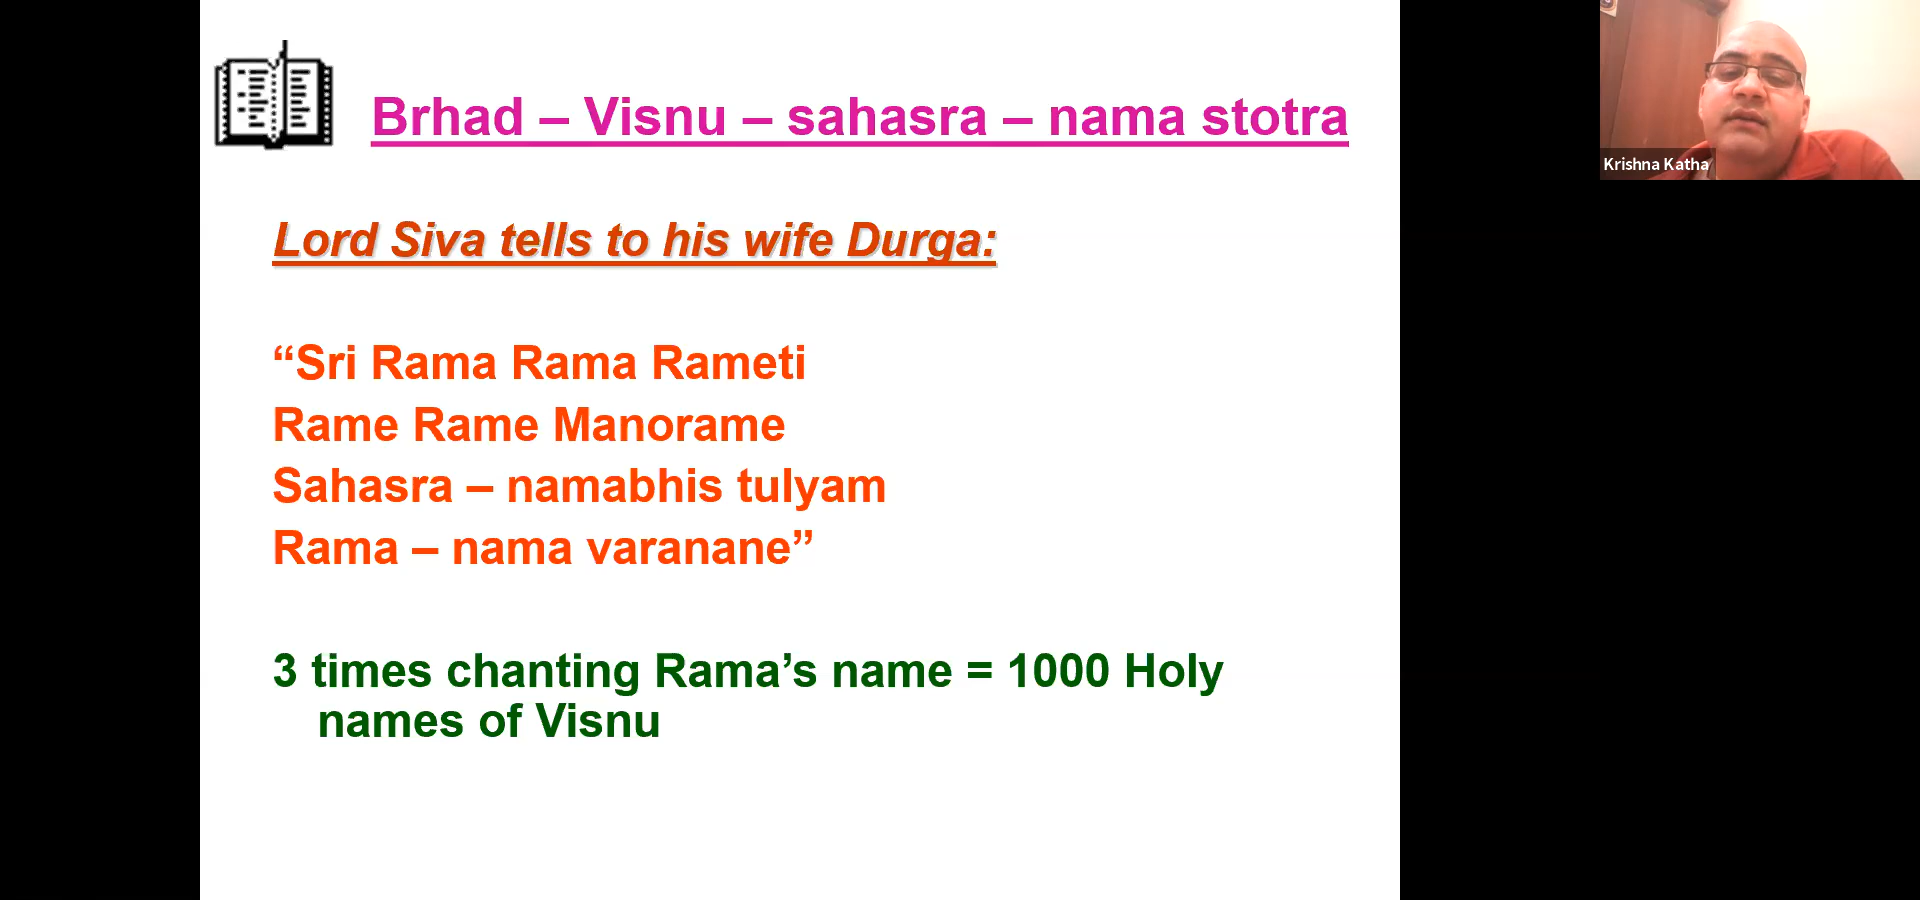 Brhad – Visnu – sahasra – nama stotra
Krishna Katha
Lord Siva tells to his wife Durga:
“Sri Rama Rama Rameti
Rame Rame Manorame
Sahasra – namabhis tulyam
Rama – nama varanane”
3 times chanting Rama’s name = 1000 Holy
names of Visnu